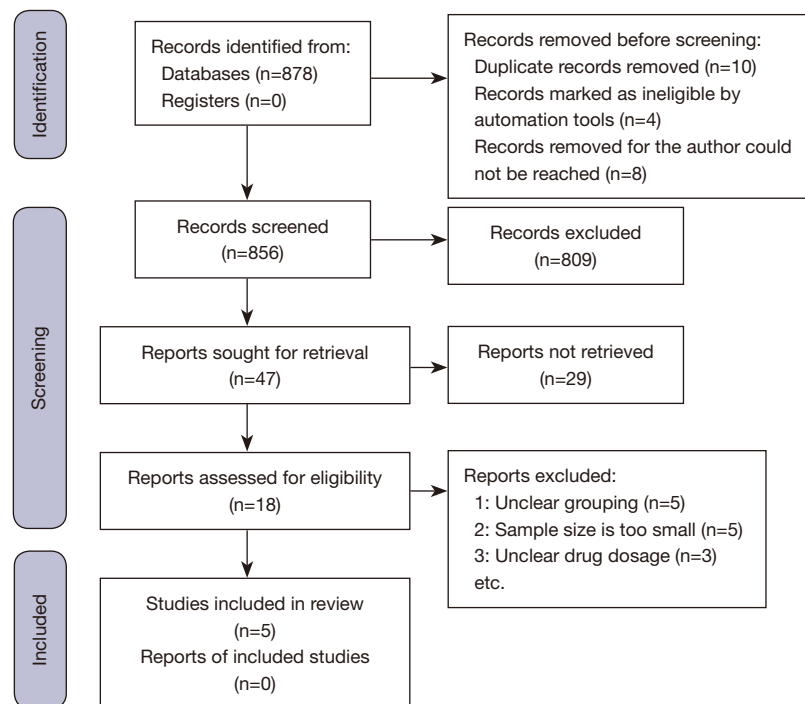 Identification
Records identified from:
Databases (n=878)
Registers (n=0)
Records removed before screening:
Duplicate records removed (n=10)
Records marked as ineligible by
automation tools (n=4)
Records removed for the author could
not be reached (n=8)
Screening
Records screened
(n=856)
Records excluded
(n=809)
Reports sought for retrieval
(n=47)
Reports not retrieved
(n=29)
Reports assessed for eligibility
(n=18)
Reports excluded:
1: Unclear grouping (n=5)
2: Sample size is too small (n=5)
3: Unclear drug dosage (n=3)
etc.
Included
Studies included in review
(n=5)
Reports of included studies
(n=0)